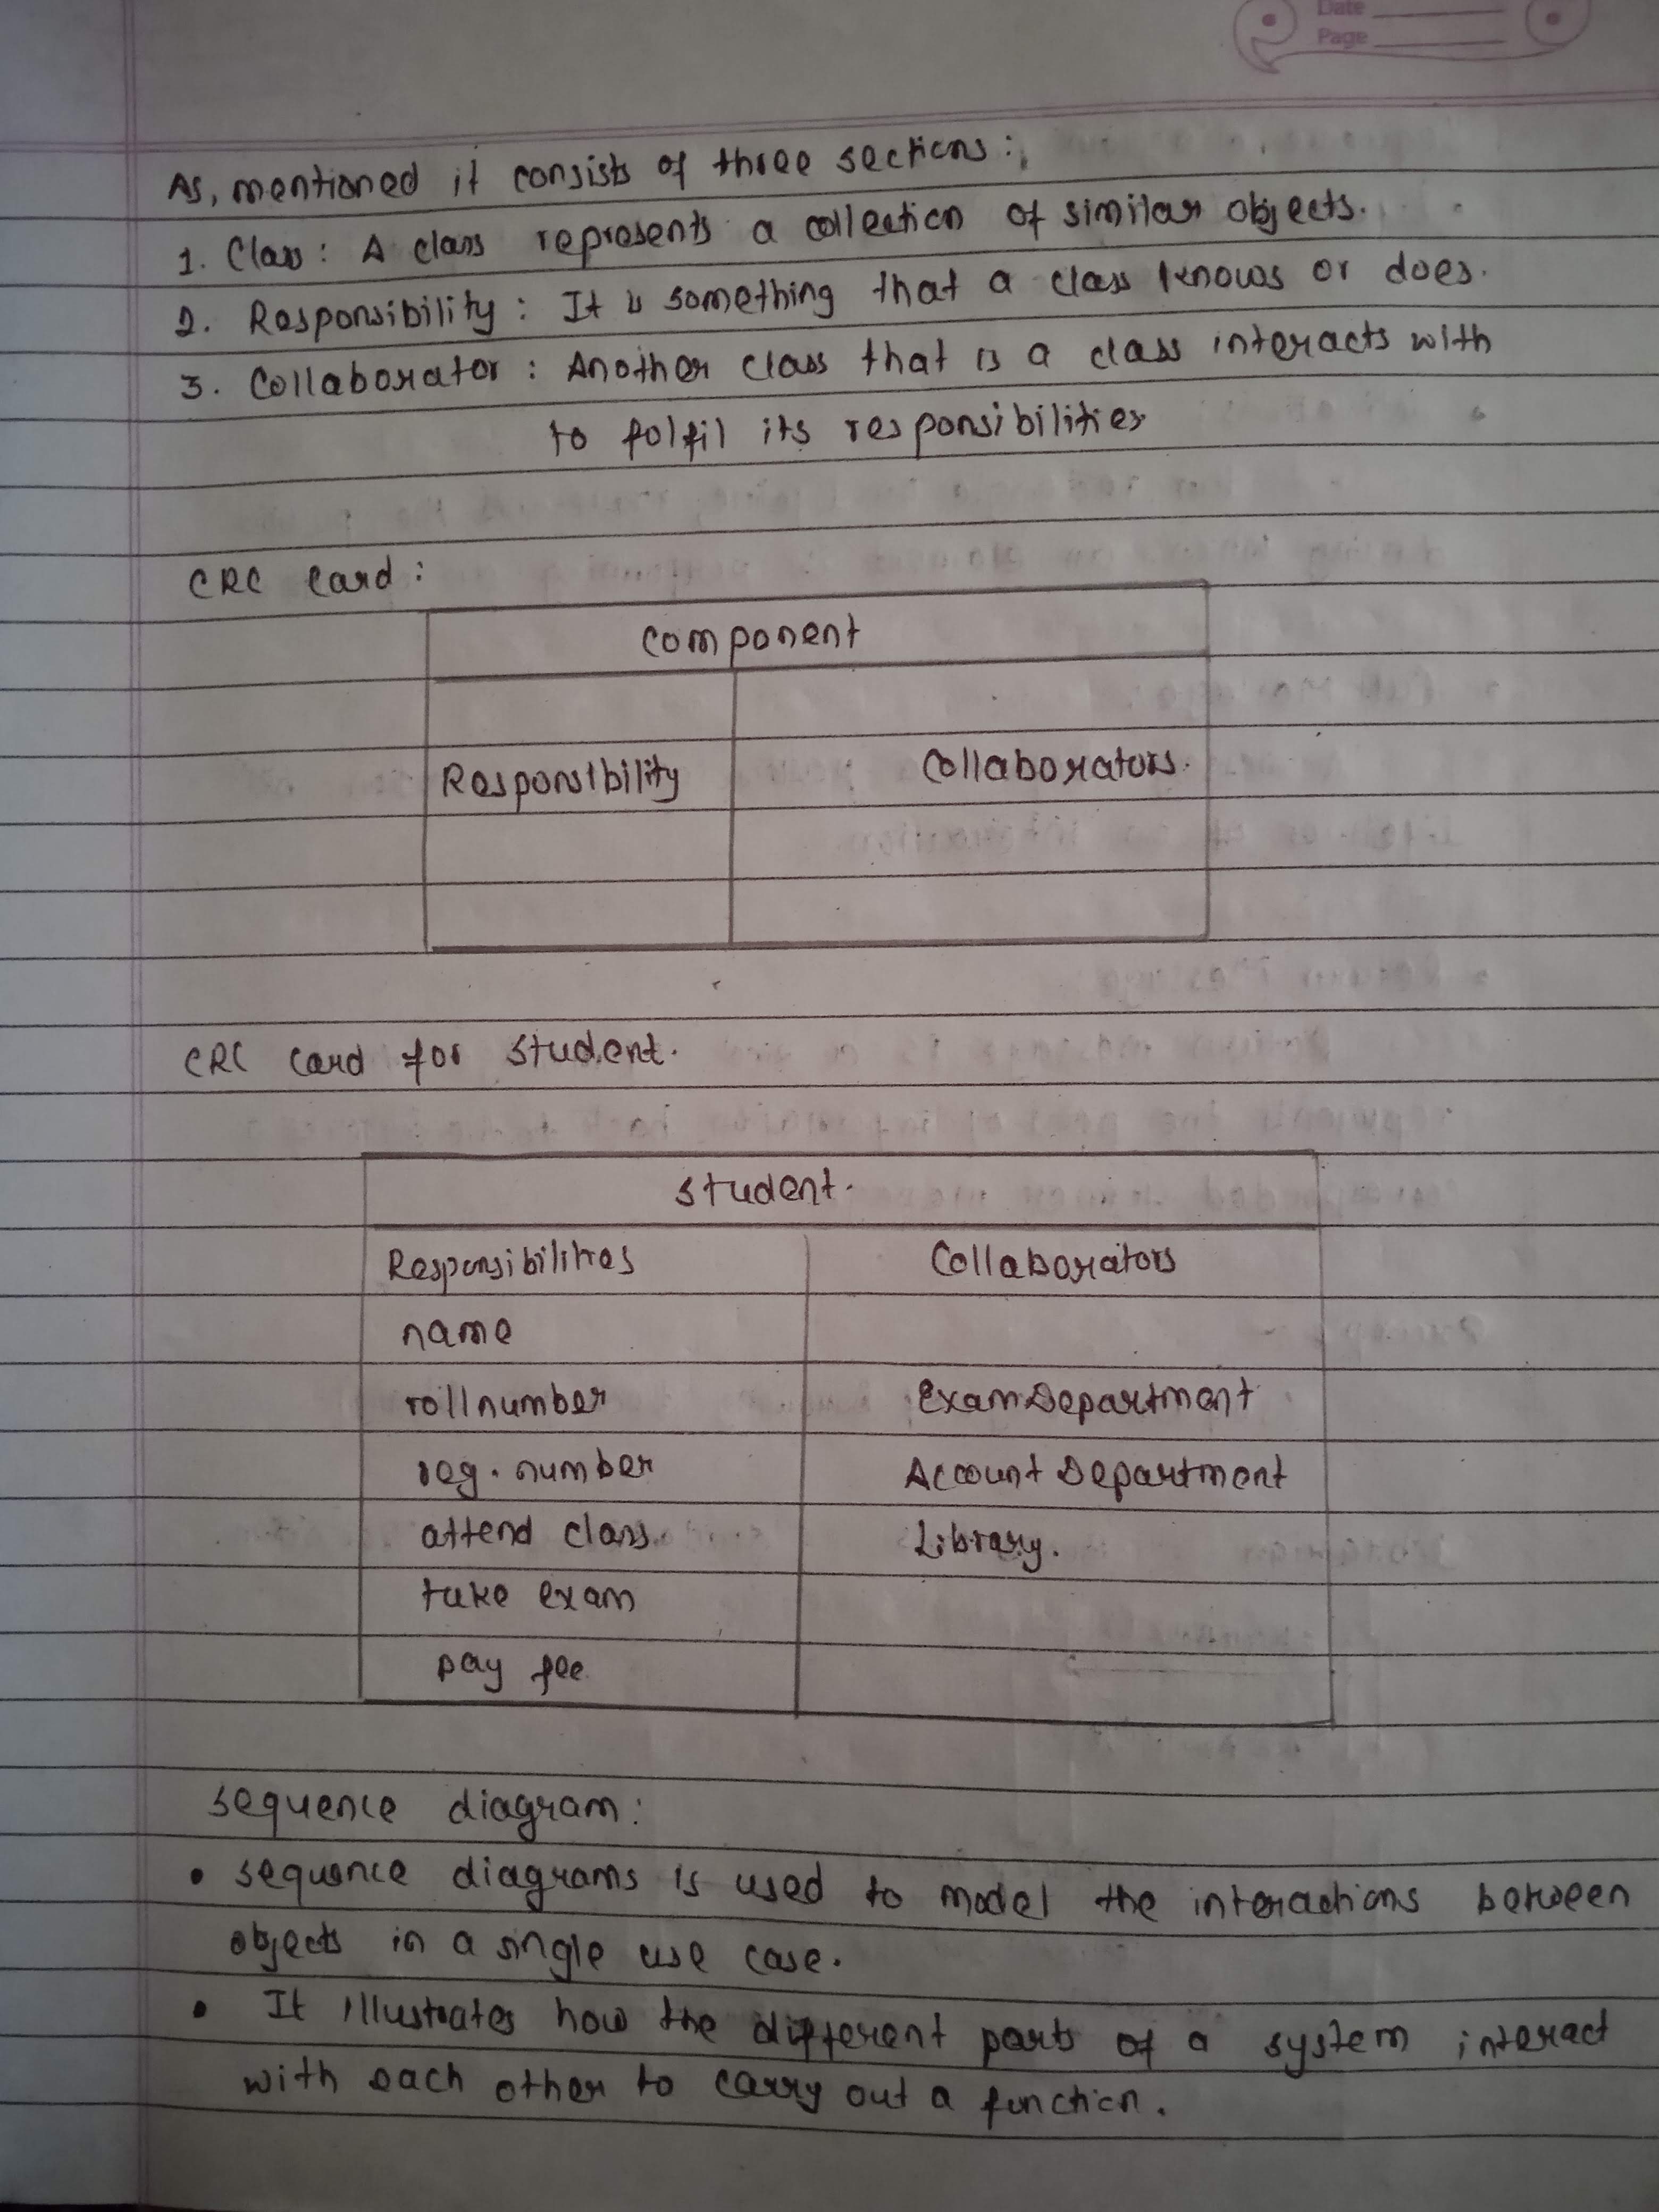 Date
Page
As, mentioned it consists of three sections :,
1. Class : A class represents a collection of similar objects.
2. Responsibility : It is something that a class knows or does.
3. Collaborator : Another class that is a class interacts with
to folfil its responsibilities
CRC Card :
Component
Responsibility Collaborators.
CRC Card for student.
student.
Responsibilities Collaborators
name
rollnumber ExamDepartment
reg. number Account Department
attend class. Library.
take exam
pay fee
sequence diagram:
• sequence diagrams is used to model the interactions between
objects in a single use case.
• It illustrates how the different parts of a system interact
with each other to carry out a function.